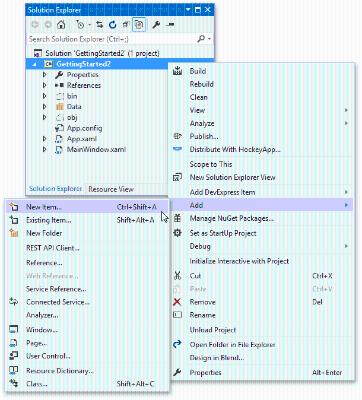 Solution Explorer
Search Solution Explorer (Ctrl+;)
Solution 'GettingStarted2' (1 project)
GettingStarted2
Properties
References
bin
Data
obj
App.config
App.xaml
MainWindow.xaml
Solution Explorer Resource View
Build
Rebuild
Clean
View
Analyze
Publish...
Distribute With HockeyApp...
Scope to This
New Solution Explorer View
Add DevExpress Item
Add
Manage NuGet Packages...
Set as StartUp Project
Debug
Initialize Interactive with Project
Cut Ctrl+X
Paste Ctrl+V
Remove Del
Rename
Unload Project
Open Folder in File Explorer
Design in Blend...
Properties Alt+Enter
New Item... Ctrl+Shift+A
Existing Item... Shift+Alt+A
New Folder
REST API Client...
Reference...
Web Reference...
Service Reference...
Connected Service...
Analyzer...
Window...
Page...
User Control...
Resource Dictionary...
Class... Shift+Alt+C